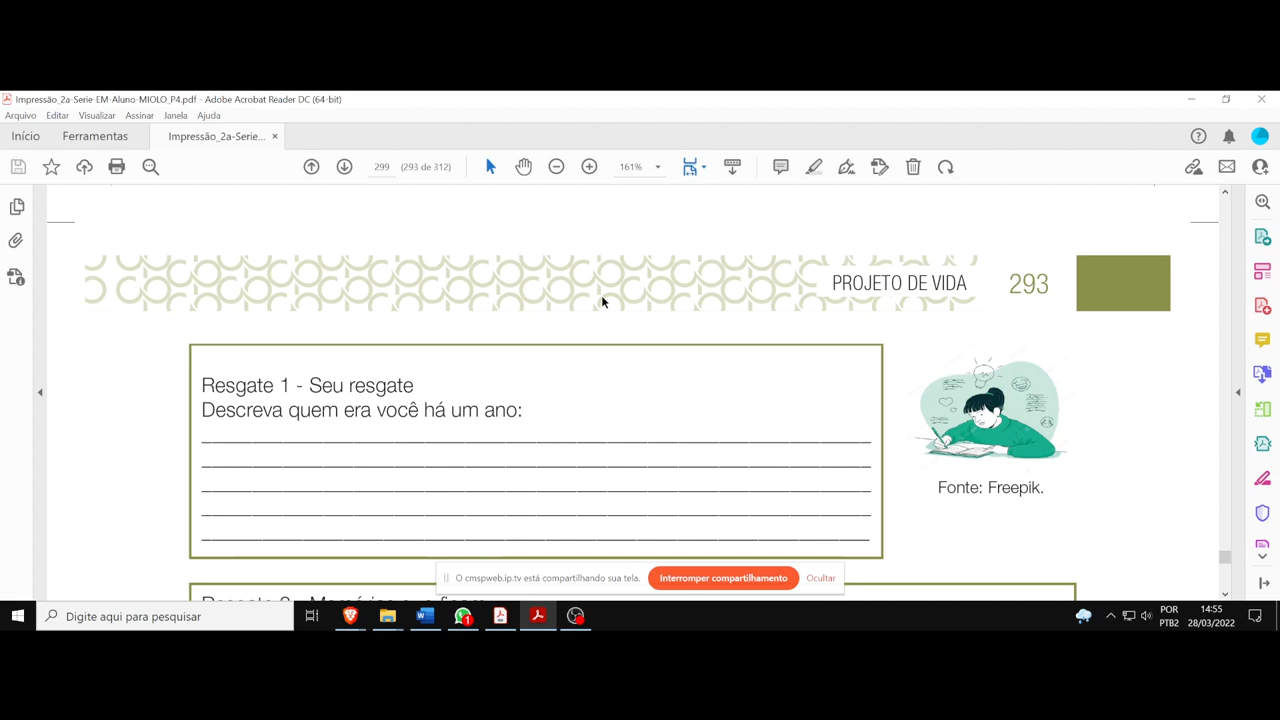 Impressão_2a-Serie-EM-Aluno-MIOLO_P4.pdf - Adobe Acrobat Reader DC (64-bit)
Arquivo Editar Visualizar Assinar Janela Ajuda
Início Ferramentas Impressão_2a-Serie... ×
299 (293 de 312) 161%
PROJETO DE VIDA 293
Resgate 1 - Seu resgate
Descreva quem era você há um ano:
Fonte: Freepik.
O cmspweb.ip.tv está compartilhando sua tela. Interromper compartilhamento Ocultar
Digite aqui para pesquisar
1
POR 14:55
PTB2 28/03/2022